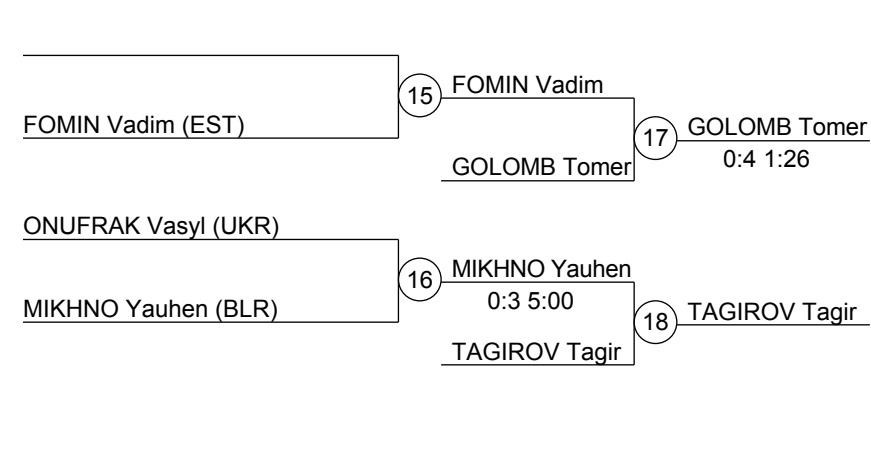 15
FOMIN Vadim
FOMIN Vadim (EST)
17
GOLOMB Tomer
0:4 1:26
GOLOMB Tomer
ONUFRAK Vasyl (UKR)
16
MIKHNO Yauhen
0:3 5:00
MIKHNO Yauhen (BLR)
18
TAGIROV Tagir
TAGIROV Tagir